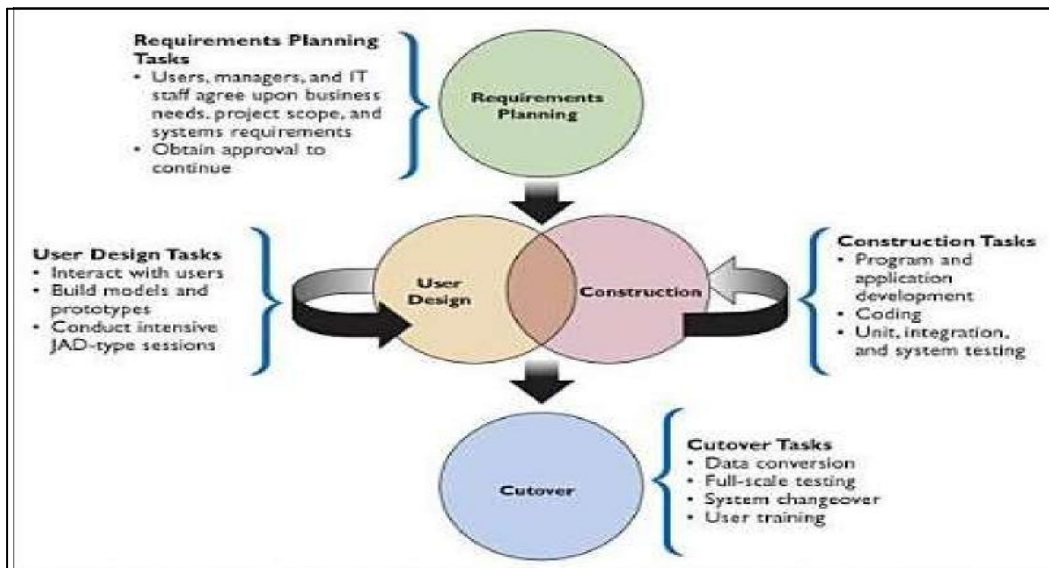 Requirements Planning
Tasks
• Users, managers, and IT
staff agree upon business
needs, project scope, and
systems requirements
• Obtain approval to
continue
Requirements
Planning
User Design Tasks
• Interact with users
• Build models and
prototypes
• Conduct intensive
JAD-type sessions
User
Design
Construction
Construction Tasks
• Program and
application
development
• Coding
• Unit, integration,
and system testing
Cutover
Cutover Tasks
• Data conversion
• Full-scale testing
• System changeover
• User training